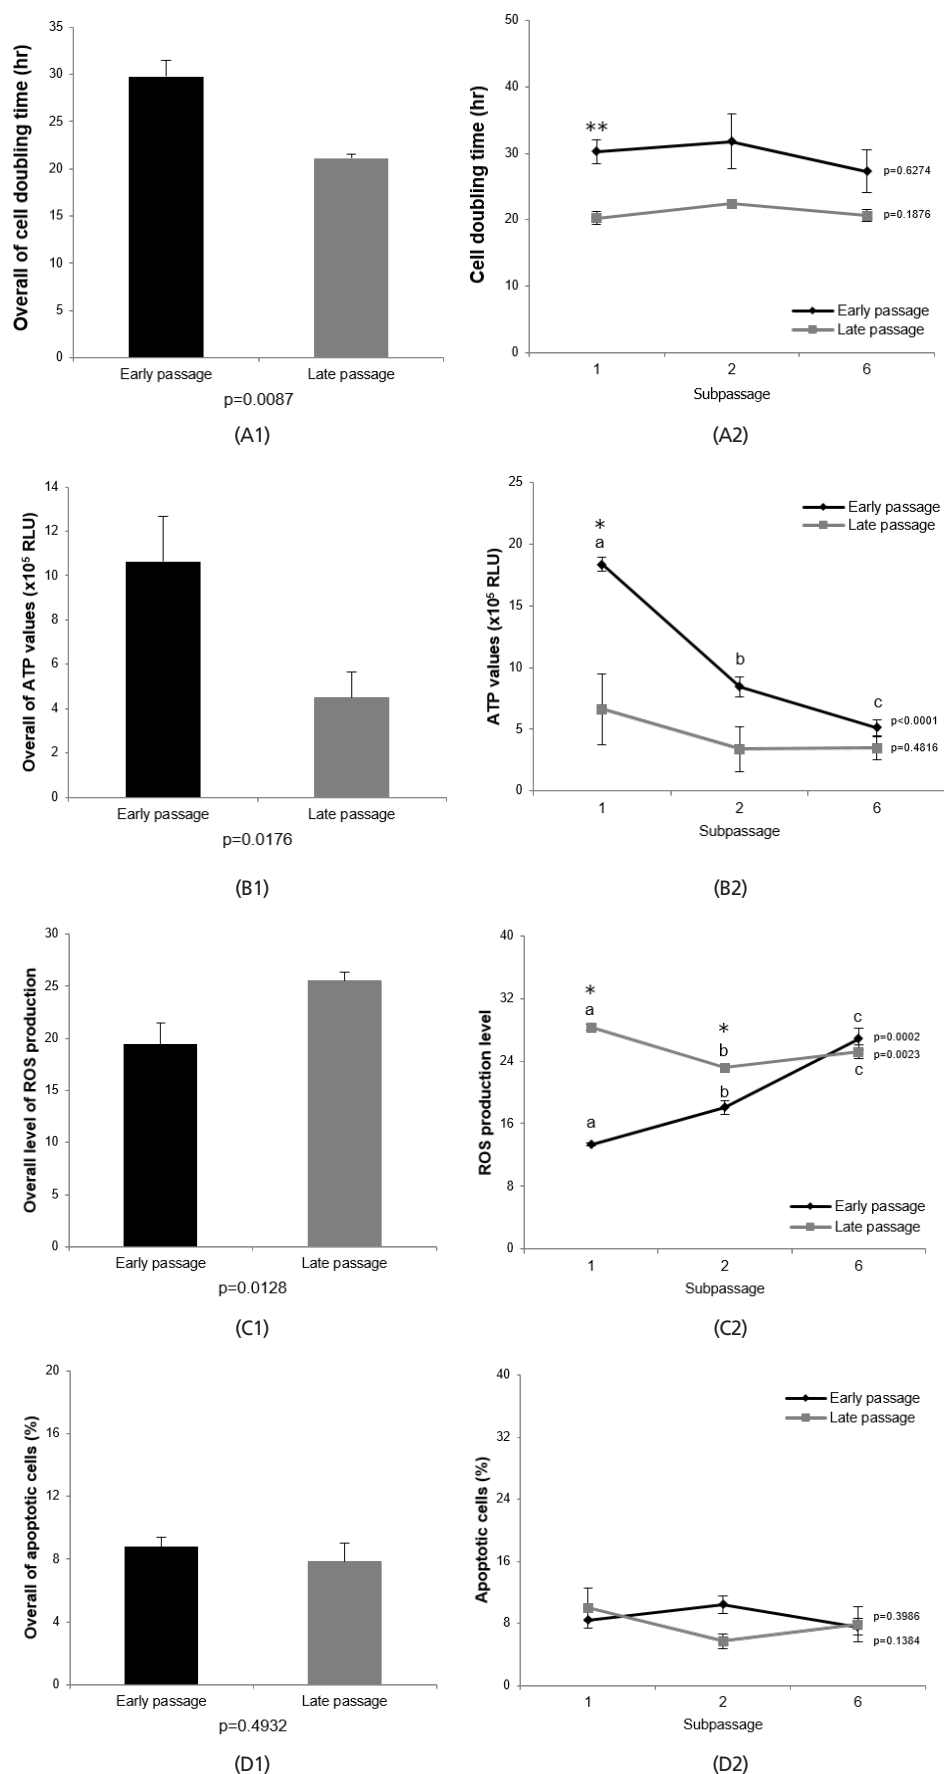 Overall of cell doubling time (hr)
35
30
25
20
15
10
5
0
Early passage
Late passage
p=0.0087
(A1)
Cell doubling time (hr)
50
40
30
20
10
0
**
p=0.6274
p=0.1876
Early passage
Late passage
1
2
6
Subpassage
(A2)
Overall of ATP values (x10⁵ RLU)
14
12
10
8
6
4
2
0
Early passage
Late passage
p=0.0176
(B1)
ATP values (x10⁵ RLU)
25
20
15
10
5
0
Early passage
Late passage
*
a
b
c
p<0.0001
p=0.4816
1
2
6
Subpassage
(B2)
Overall level of ROS production
30
25
20
15
10
5
0
Early passage
Late passage
p=0.0128
(C1)
ROS production level
40
32
24
16
8
0
*
a
*
b
c
b
a
c
p=0.0002
p=0.0023
Early passage
Late passage
1
2
6
Subpassage
(C2)
Overall of apoptotic cells (%)
20
16
12
8
4
0
Early passage
Late passage
p=0.4932
(D1)
Apoptotic cells (%)
40
32
24
16
8
0
Early passage
Late passage
p=0.3986
p=0.1384
1
2
6
Subpassage
(D2)